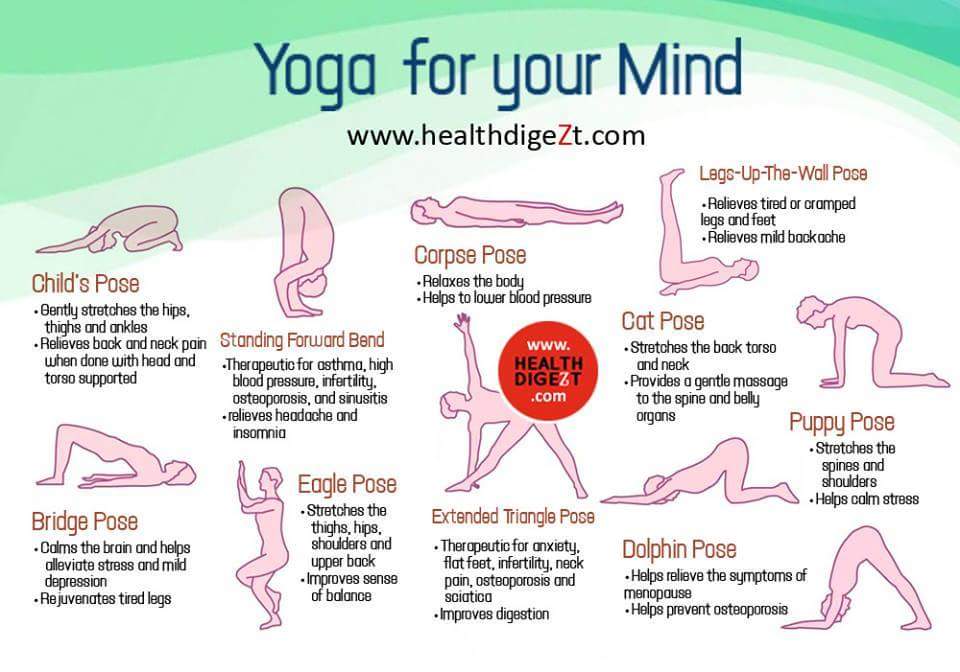 Yoga for your Mind
www.healthdigeZt.com
Legs-Up-The-Wall Pose
•Relieves tired or cramped
legs and feet
•Relieves mild backache
Corpse Pose
•Relaxes the body
•Helps to lower blood pressure
Child's Pose
•Gently stretches the hips,
thighs and ankles
•Relieves back and neck pain
when done with head and
torso supported
Standing Forward Bend
•Therapeutic for asthma, high
blood pressure, infertility,
osteoporosis, and sinusitis
•relieves headache and
insomnia
www.
HEALTH
DIGEZT
.com
Cat Pose
•Stretches the back torso
and neck
•Provides a gentle massage
to the spine and belly
organs
Puppy Pose
•Stretches the
spines and
shoulders
•Helps calm stress
Bridge Pose
•Calms the brain and helps
alleviate stress and mild
depression
•Rejuvenates tired legs
Eagle Pose
•Stretches the
thighs, hips,
shoulders and
upper back
•Improves sense
of balance
Extended Triangle Pose
•Therapeutic for anxiety,
flat feet, infertility, neck
pain, osteoporosis and
sciatica
•Improves digestion
Dolphin Pose
•Helps relieve the symptoms of
menopause
•Helps prevent osteoporosis